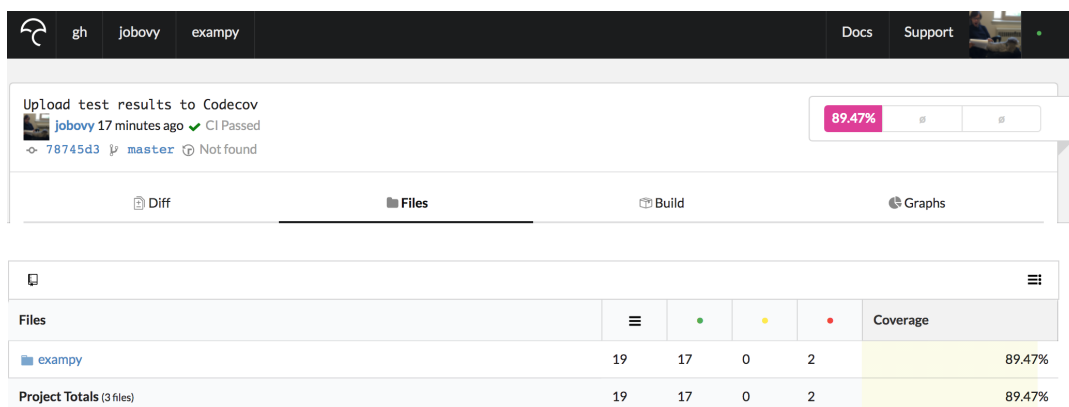 gh jobovy exampy Docs Support
Upload test results to Codecov
jobovy 17 minutes ago ✔ CI Passed
78745d3 master Not found
89.47% ø ø
Diff Files Build Graphs
Files Coverage
exampy 19 17 0 2 89.47%
Project Totals (3 files) 19 17 0 2 89.47%